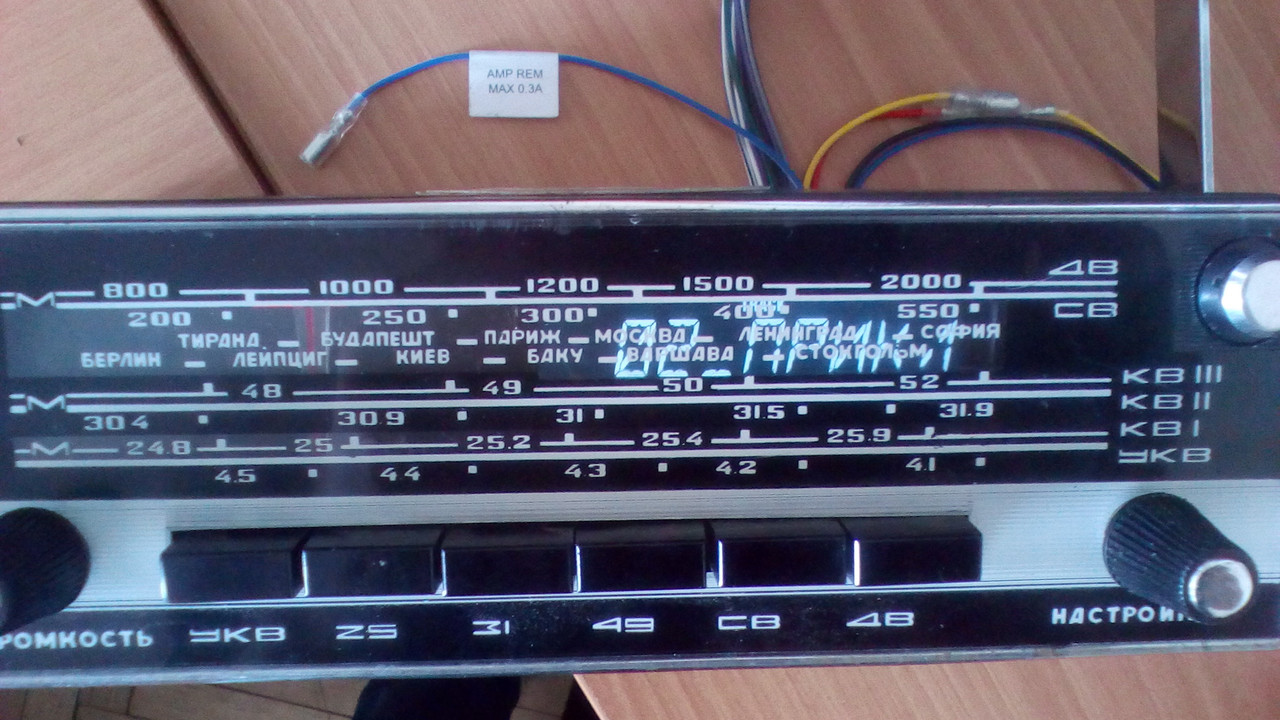 AMP REM
MAX 0.3A
М 800 1000 1200 1500 2000 ДВ
200 250 300 400 550 СВ
ТИРАНА БУДАПЕШТ ПАРИЖ МОСКВА ЛЕНИНГРАД СОФИЯ
БЕРЛИН ЛЕЙПЦИГ КИЕВ БАКУ ВАРШАВА СТОКГОЛЬМ
48 49 50 52 КВ III
М
30.4 30.9 31 31.5 31.9 КВ II
М 24.8 25 25.2 25.4 25.9 КВ I
4.5 4.4 4.3 4.2 4.1 УКВ
РОМКОСТЬ УКВ 25 31 49 СВ ДВ НАСТРОЙК